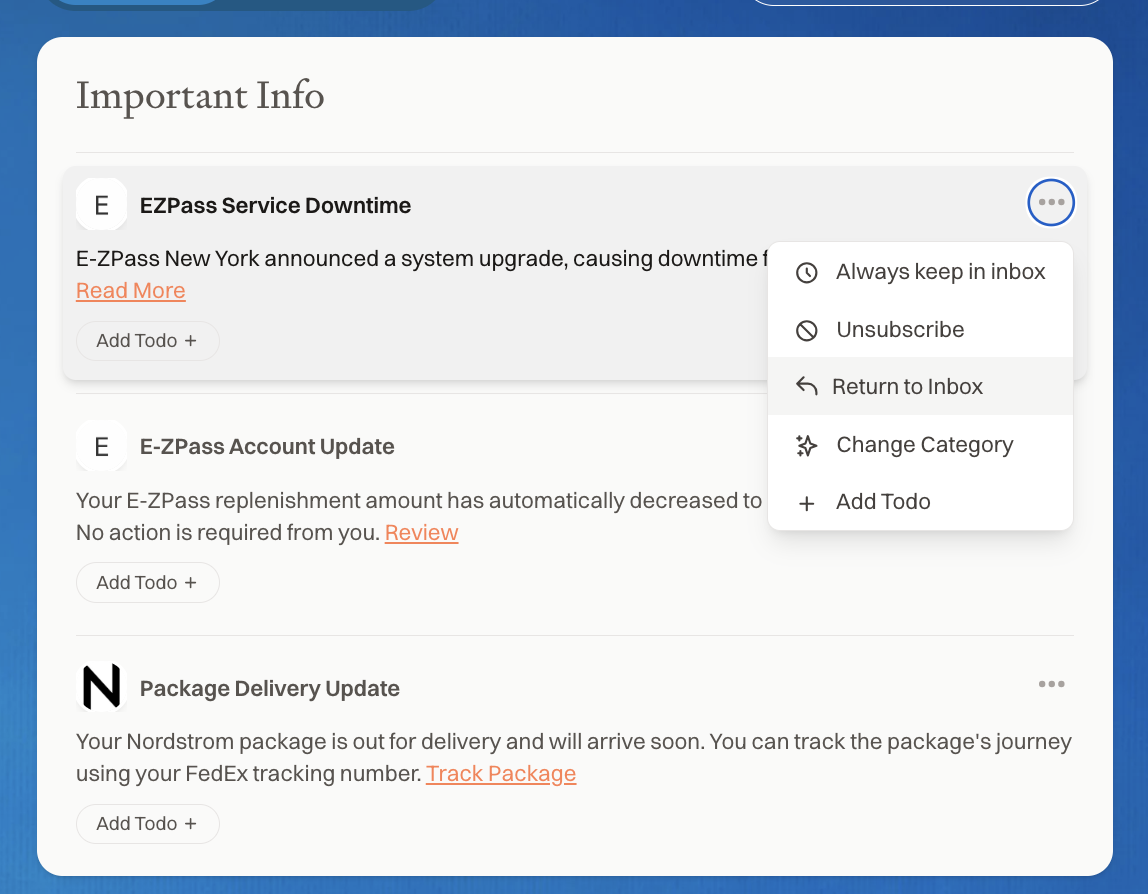 Important Info
E
EZPass Service Downtime
E-ZPass New York announced a system upgrade, causing downtime
Read More
Add Todo +
Always keep in inbox
Unsubscribe
Return to Inbox
Change Category
+ Add Todo
E
E-ZPass Account Update
Your E-ZPass replenishment amount has automatically decreased to
No action is required from you. Review
Add Todo +
N
Package Delivery Update
Your Nordstrom package is out for delivery and will arrive soon. You can track the package's journey
using your FedEx tracking number. Track Package
Add Todo +